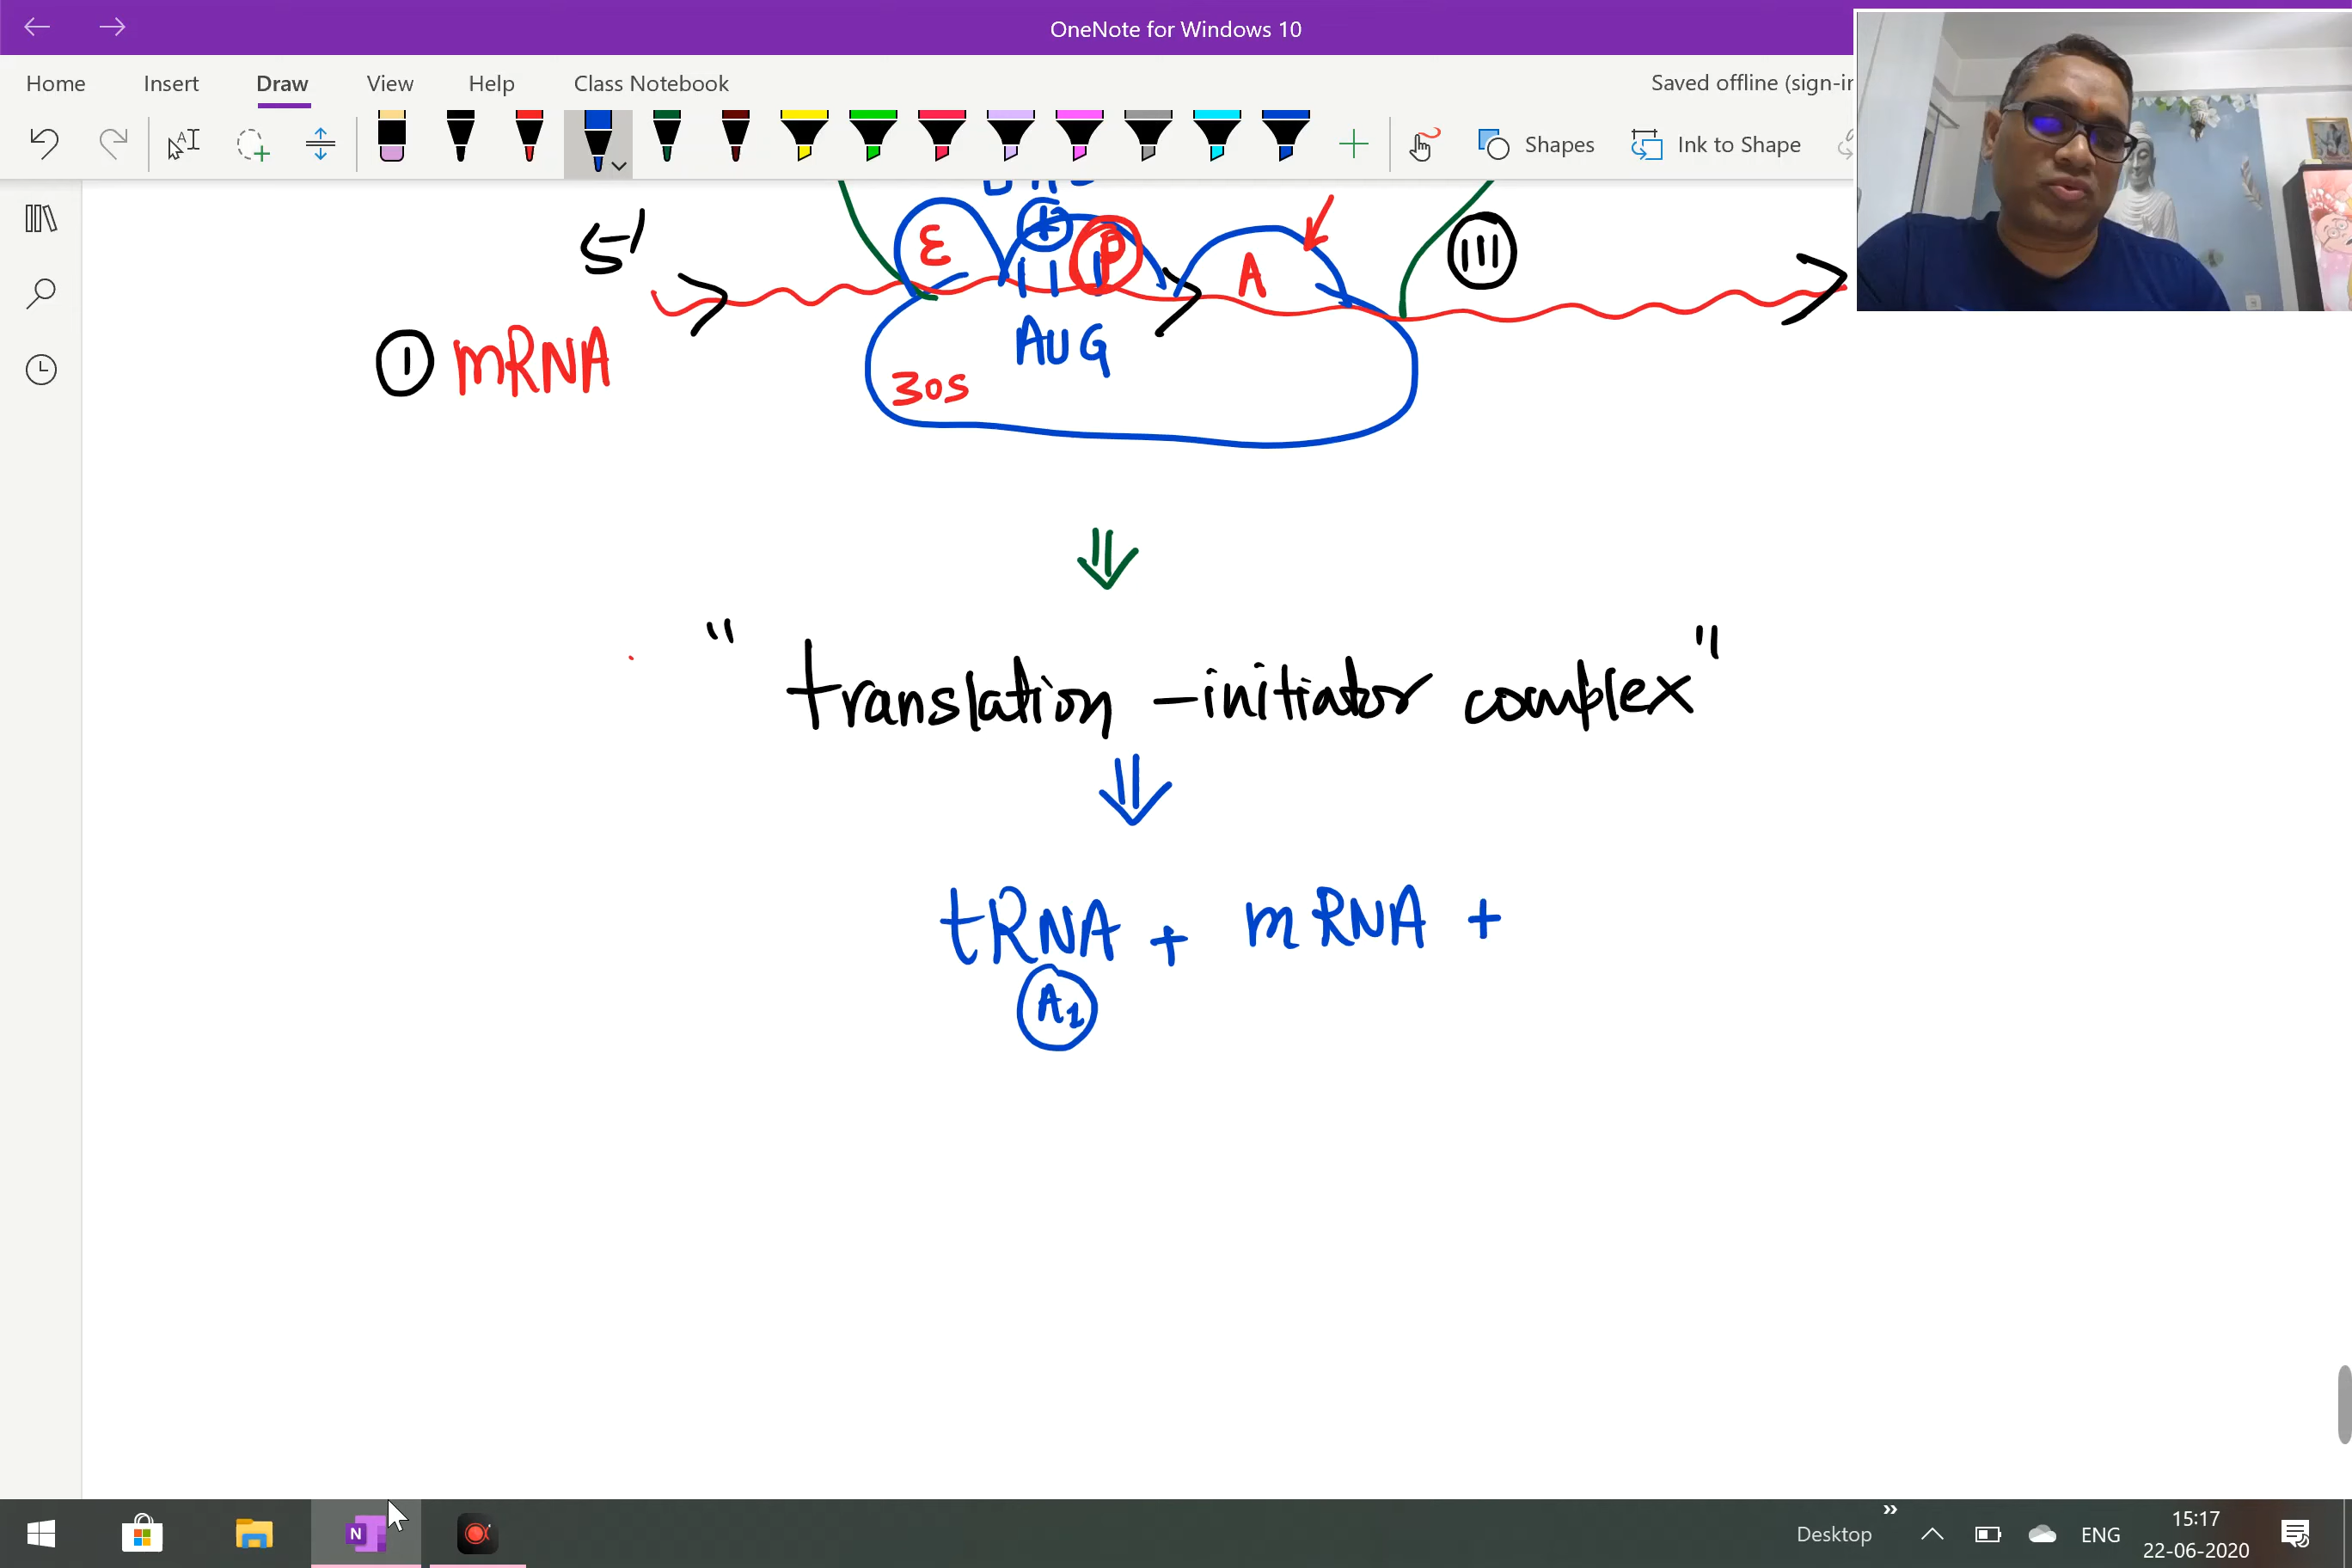 OneNote for Windows 10
Home Insert Draw View Help Class Notebook Saved offline (sign-in
Shapes Ink to Shape
5'
E P A III
I mRNA
AUG
30S
" translation - initiator complex "
tRNA + mRNA +
A1
Desktop ENG 15:17
22-06-2020